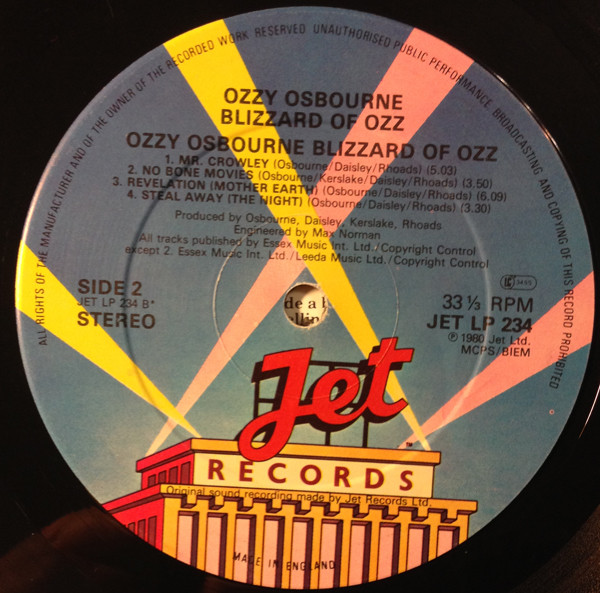 ALL RIGHTS OF THE MANUFACTURER AND OF THE OWNER OF THE RECORDED WORK RESERVED UNAUTHORISED PUBLIC PERFORMANCE BROADCASTING AND COPYING OF THIS RECORD PROHIBITED
OZZY OSBOURNE
BLIZZARD OF OZZ
OZZY OSBOURNE BLIZZARD OF OZZ
1. MR. CROWLEY (Osbourne/Daisley/Rhoads) (5.03)
2. NO BONE MOVIES (Osbourne/Kerslake/Daisley/Rhoads) (3.50)
3. REVELATION (MOTHER EARTH) (Osbourne/Daisley/Rhoads) (6.09)
4. STEAL AWAY (THE NIGHT) (Osbourne/Daisley/Rhoads) (3.30)
Produced by Osbourne, Daisley, Kerslake, Rhoads
Engineered by Max Norman
All tracks published by Essex Music Int. Ltd./Copyright Control
except 2. Essex Music Int. Ltd./Leeda Music Ltd./Copyright Control
SIDE 2
JET LP 234 B*
STEREO
de a b
llin
33 ⅓ RPM
JET LP 234
℗ 1980 Jet Ltd.
MCPS/BIEM
Jet
TM
RECORDS
Original sound recording made by Jet Records Ltd.
MADE IN ENGLAND